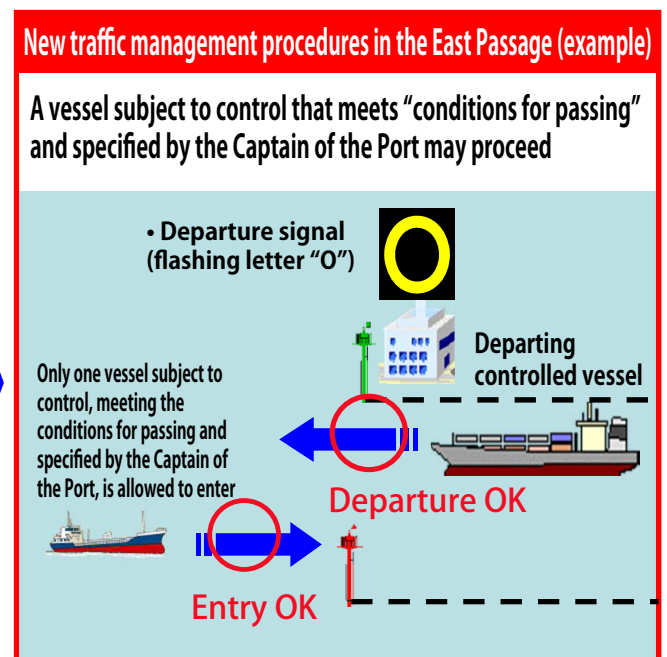 New traffic management procedures in the East Passage (example)
A vessel subject to control that meets “conditions for passing”
and specified by the Captain of the Port may proceed
• Departure signal
(flashing letter “O”)
O
Departing
controlled vessel
Only one vessel subject to
control, meeting the
conditions for passing and
specified by the Captain of
the Port, is allowed to enter
Departure OK
Entry OK